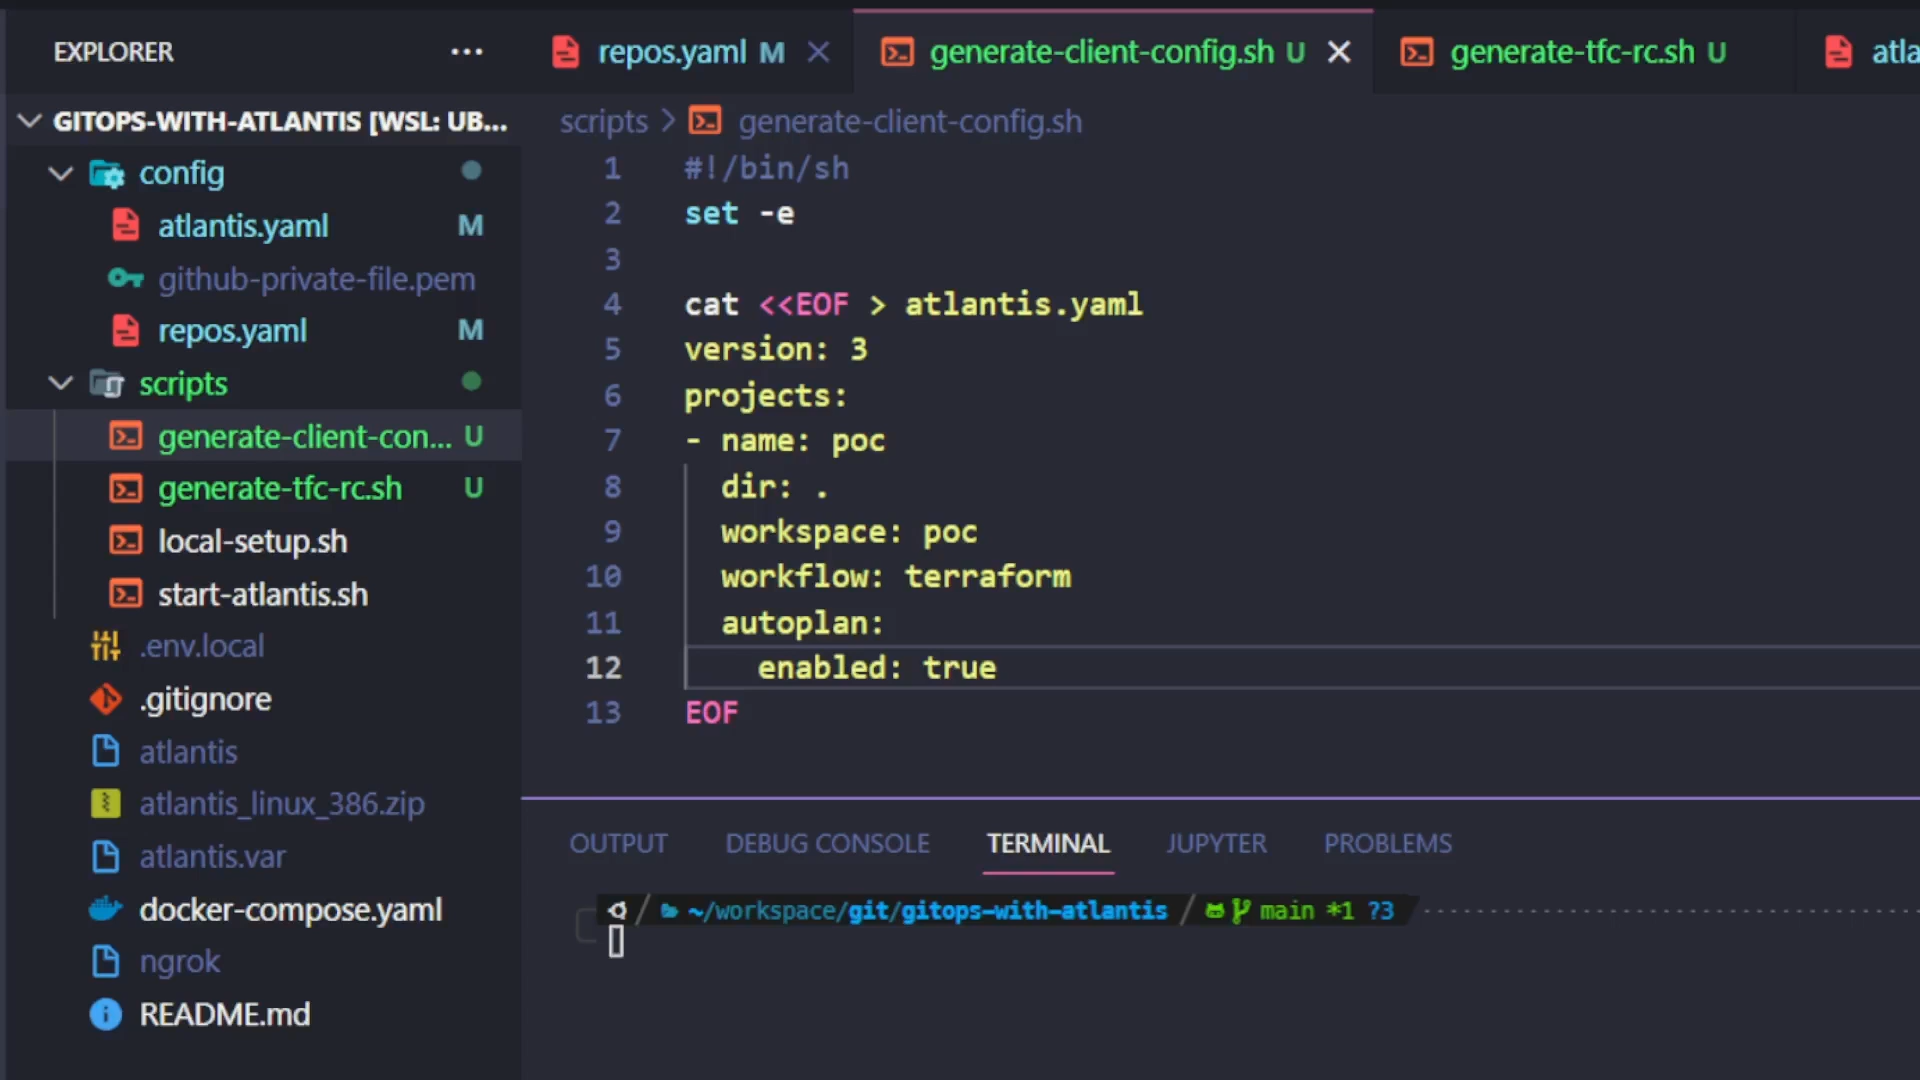 EXPLORER
GITOPS-WITH-ATLANTIS [WSL: UB...
config
atlantis.yaml M
github-private-file.pem
repos.yaml M
scripts
generate-client-con... U
generate-tfc-rc.sh U
local-setup.sh
start-atlantis.sh
.env.local
.gitignore
atlantis
atlantis_linux_386.zip
atlantis.var
docker-compose.yaml
ngrok
README.md
repos.yaml M
generate-client-config.sh U
generate-tfc-rc.sh U
atla
scripts > generate-client-config.sh
1 #!/bin/sh
2 set -e
3
4 cat <<EOF > atlantis.yaml
5 version: 3
6 projects:
7 - name: poc
8 dir: .
9 workspace: poc
10 workflow: terraform
11 autoplan:
12 enabled: true
13 EOF
OUTPUT DEBUG CONSOLE TERMINAL JUPYTER PROBLEMS
~/workspace/git/gitops-with-atlantis / main *1 ?3